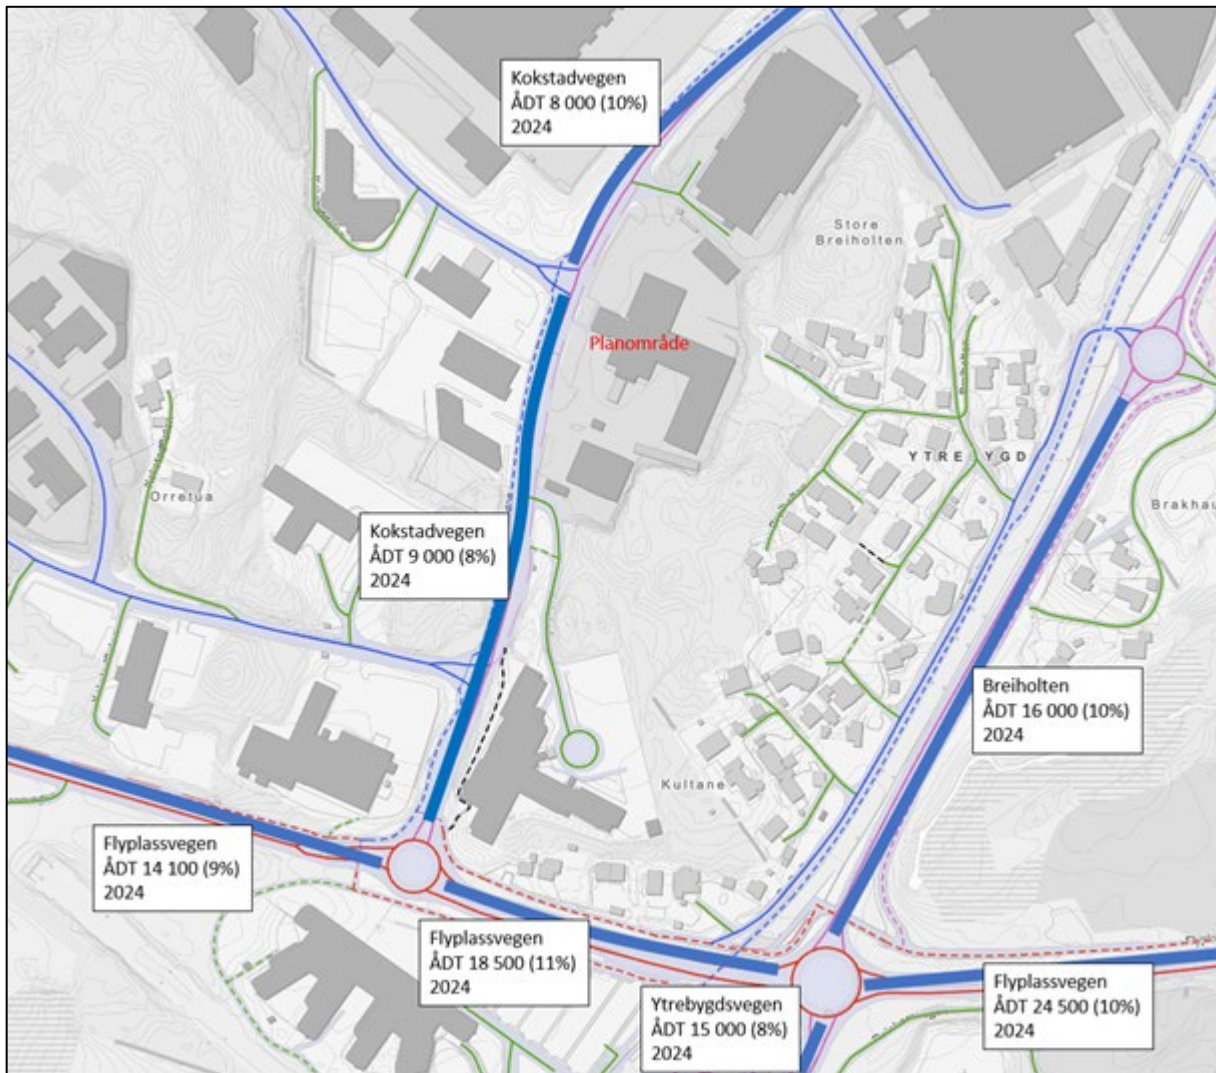 Kokstadvegen
ÅDT 8 000 (10%)
2024
Store
Breiholten
Planområde
YTRE YGD
Orretua
Brakhau
Kokstadvegen
ÅDT 9 000 (8%)
2024
Breiholten
ÅDT 16 000 (10%)
2024
Kultane
Flyplassvegen
ÅDT 14 100 (9%)
2024
Flyplassvegen
ÅDT 18 500 (11%)
2024
Ytrebygdsvegen
ÅDT 15 000 (8%)
2024
Flyplassvegen
ÅDT 24 500 (10%)
2024